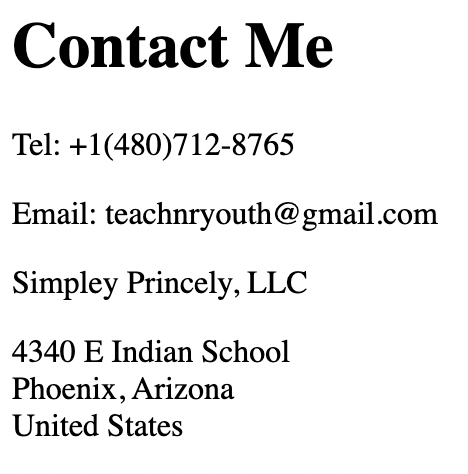 Contact Me
Tel: +1(480)712-8765
Email: teachnryouth@gmail.com
Simpley Princely, LLC
4340 E Indian School
Phoenix, Arizona
United States